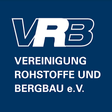 VRB
VEREINIGUNG
ROHSTOFFE UND
BERGBAU e.V.